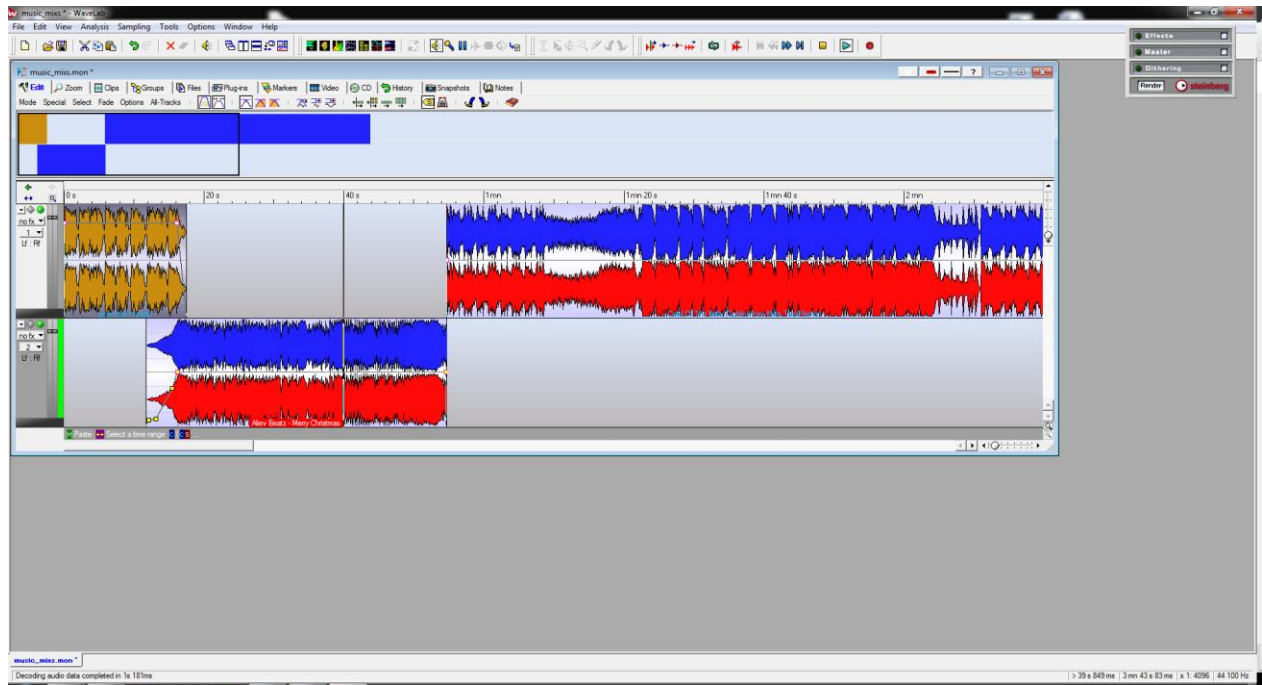 music_mixs * - WaveLab
File Edit View Analysis Sampling Tools Options Window Help
Effects
Master
Dithering
Render steinberg
music_mixs.mon *
Edit Zoom Clips Groups Files Plug-ins Markers Video CD History Snapshots Notes
Mode Special Select Fade Options All-Tracks
0 s 20 s 40 s 1mn 1mn 20 s 1mn 40 s 2 mn
no fx
1
Lf : Rf
no fx
2
Lf : Rf
Aliev Beatz - Merry Christmas
Paste Select a time range C C S ...
music_mixs.mon *
Decoding audio data completed in 1s 181ms > 39 s 849 ms 3 mn 43 s 83 ms x 1: 4096 44 100 Hz